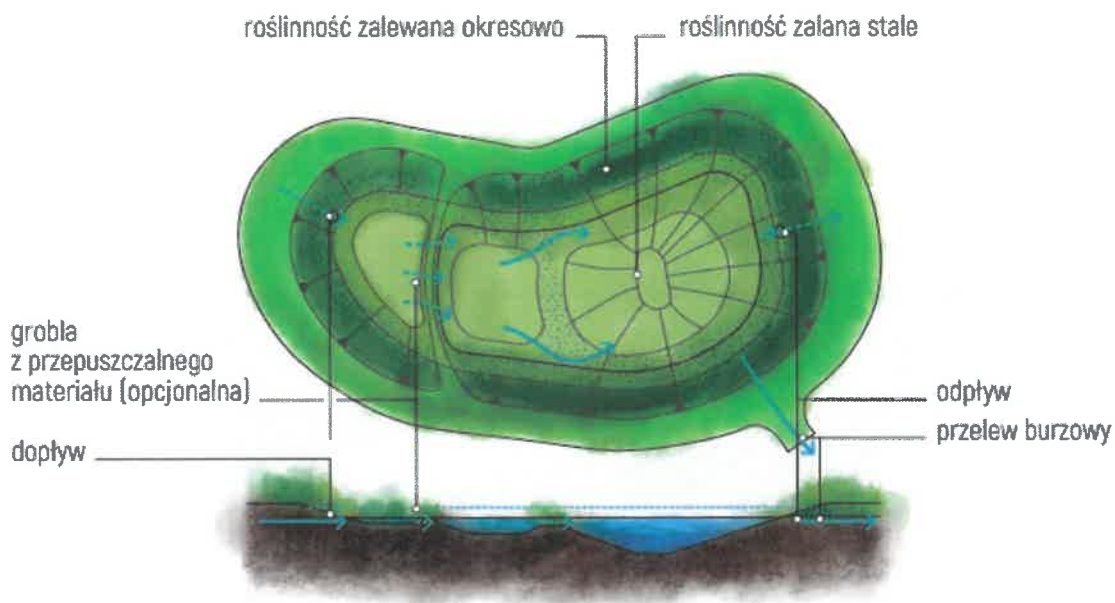 roślinność zalewana okresowo
roślinność zalana stale
grobla
z przepuszczalnego
materiału (opcjonalna)
dopływ
odpływ
przelew burzowy